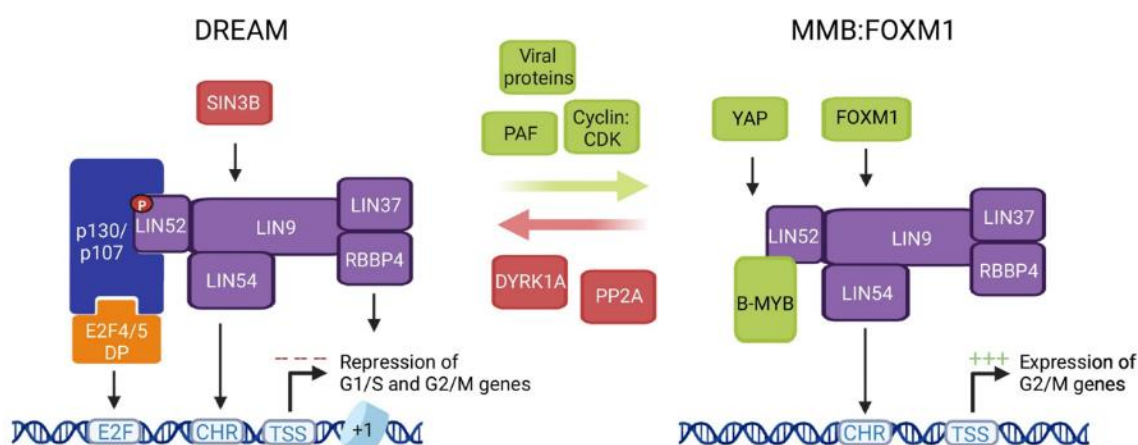 DREAM
MMB:FOXM1
SIN3B
p130/
p107
P
LIN52
LIN9
LIN37
RBBP4
LIN54
E2F4/5
DP
– – –
Repression of
G1/S and G2/M genes
E2F
CHR
TSS
+1
Viral
proteins
PAF
Cyclin:
CDK
DYRK1A
PP2A
YAP
FOXM1
LIN52
LIN9
LIN37
RBBP4
B-MYB
LIN54
+++
Expression of
G2/M genes
CHR
TSS